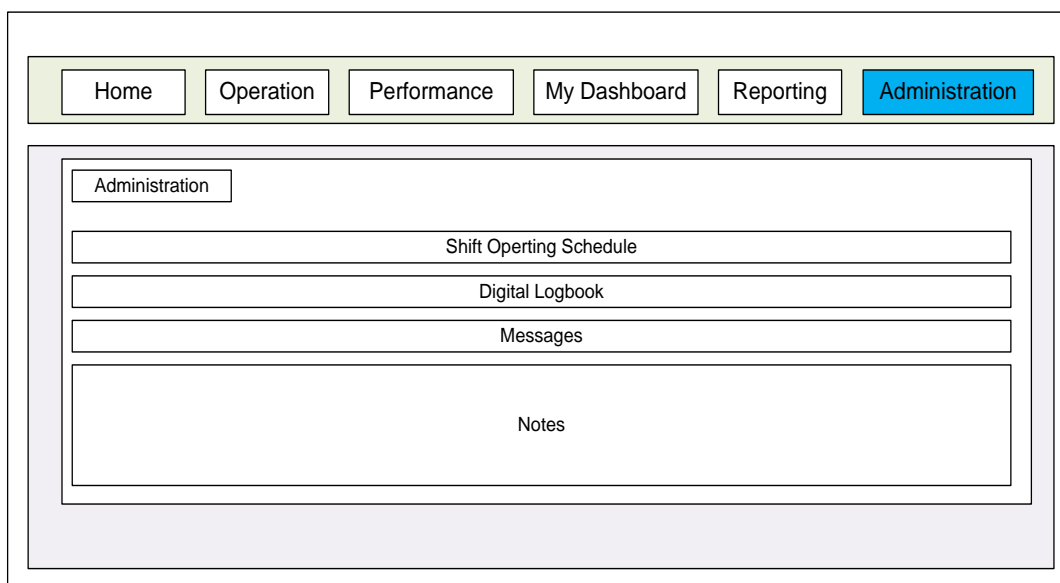 Home Operation Performance My Dashboard Reporting Administration
Administration
Shift Operting Schedule
Digital Logbook
Messages
Notes